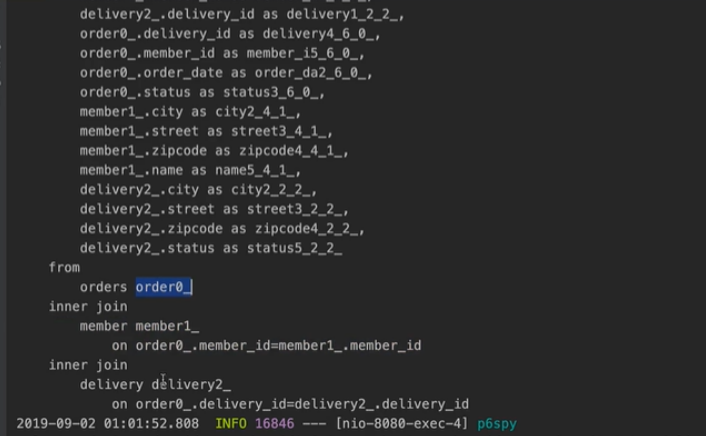 delivery2_.delivery_id as delivery1_2_2_,
order0_.delivery_id as delivery4_6_0_,
order0_.member_id as member_i5_6_0_,
order0_.order_date as order_da2_6_0_,
order0_.status as status3_6_0_,
member1_.city as city2_4_1_,
member1_.street as street3_4_1_,
member1_.zipcode as zipcode4_4_1_,
member1_.name as name5_4_1_,
delivery2_.city as city2_2_2_,
delivery2_.street as street3_2_2_,
delivery2_.zipcode as zipcode4_2_2_,
delivery2_.status as status5_2_2_
from
orders order0_
inner join
member member1_
on order0_.member_id=member1_.member_id
inner join
delivery delivery2_
on order0_.delivery_id=delivery2_.delivery_id
2019-09-02 01:01:52.808 INFO 16846 --- [nio-8080-exec-4] p6spy